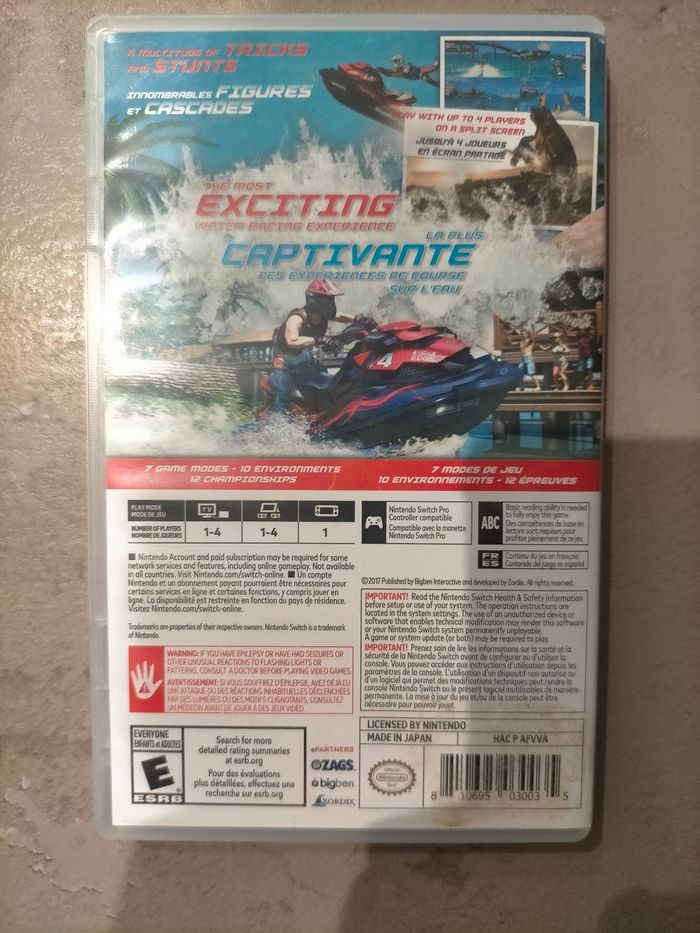 A MULTITUDE OF TRICKS
AND STUNTS
INNOMBRABLES FIGURES
ET CASCADES
PLAY WITH UP TO 4 PLAYERS
ON A SPLIT SCREEN
JUSQU'À 4 JOUEURS
EN ÉCRAN PARTAGÉ
THE MOST
EXCITING
WATER RACING EXPERIENCE
LA PLUS
CAPTIVANTE
DES EXPÉRIENCES DE COURSE
SUR L'EAU
4
7 GAME MODES - 10 ENVIRONMENTS
12 CHAMPIONSHIPS
7 MODES DE JEU
10 ENVIRONNEMENTS - 12 ÉPREUVES
PLAY MODE
MODE DE JEU
TV
NUMBER OF PLAYERS
NOMBRE DE JOUEURS
1-4
1-4
1
Nintendo Switch Pro
Controller compatible
Compatible avec la manette
Nintendo Switch Pro
ABC
Basic reading ability is needed
to fully enjoy this game
Des compétences de base en
lecture sont requises pour
profiter pleinement de ce jeu
FR
ES
Contenu du jeu en français
Contenido del juego en español
■ Nintendo Account and paid subscription may be required for some
network services and features, including online gameplay. Not available
in all countries. Visit Nintendo.com/switch-online. ■ Un compte
Nintendo et un abonnement payant pourraient être nécessaires pour
certains services en ligne et certaines fonctions, y compris jouer en
ligne. La disponibilité est restreinte en fonction du pays de résidence.
Visitez Nintendo.com/switch-online.
Trademarks are properties of their respective owners. Nintendo Switch is a trademark
of Nintendo.
©2017 Published by Bigben Interactive and developed by Zordix. All rights reserved.
WARNING: IF YOU HAVE EPILEPSY OR HAVE HAD SEIZURES OR
OTHER UNUSUAL REACTIONS TO FLASHING LIGHTS OR
PATTERNS, CONSULT A DOCTOR BEFORE PLAYING VIDEO GAMES.
AVERTISSEMENT: SI VOUS SOUFFREZ D'ÉPILEPSIE, AVEZ DÉJÀ EU
UNE ATTAQUE OU DES RÉACTIONS INHABITUELLES DÉCLENCHÉES
PAR DES LUMIÈRES OU DES MOTIFS CLIGNOTANTS, CONSULTEZ
UN MÉDECIN AVANT DE JOUER À DES JEUX VIDÉO.
IMPORTANT! Read the Nintendo Switch Health & Safety Information
before setup or use of your system. The operation instructions are
located in the system settings. The use of an unauthorized device or
software that enables technical modification may render this software
or your Nintendo Switch system permanently unplayable.
A game or system update (or both) may be required to play.
IMPORTANT! Prenez soin de lire les informations sur la santé et la
sécurité de la Nintendo Switch avant de configurer ou d'utiliser la
console. Vous pouvez accéder aux instructions d'utilisation depuis les
paramètres de la console. L'utilisation d'un dispositif non autorisé ou
d'un logiciel qui permet des modifications techniques peut rendre la
console Nintendo Switch ou le présent logiciel inutilisables de manière
permanente. La mise à jour du jeu et/ou de la console peut être
nécessaire pour pouvoir jouer.
EVERYONE
ENFANTS et ADULTES
E
ESRB
Search for more
detailed rating summaries
at esrb.org
Pour des évaluations
plus détaillées, effectuez une
recherche sur esrb.org
ePARTNERS
ZAGS
bigben
ZORDIX
LICENSED BY NINTENDO
MADE IN JAPAN
HAC P AFVVA
Official
Nintendo
Seal
8 10695 03003 5